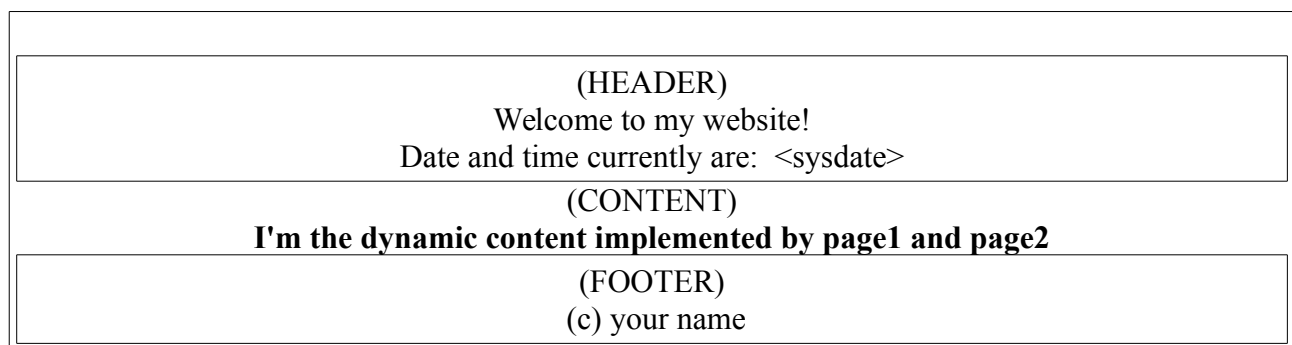 (HEADER)
Welcome to my website!
Date and time currently are:  <sysdate>
(CONTENT)
I'm the dynamic content implemented by page1 and page2
(FOOTER)
(c) your name